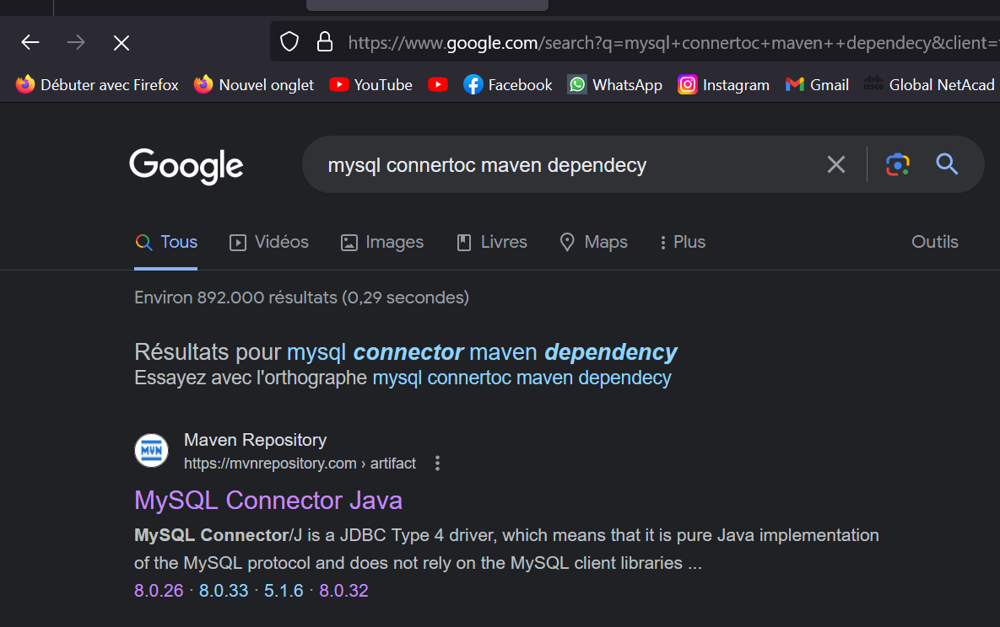 https://www.google.com/search?q=mysql+connertoc+maven++dependecy&client=
Débuter avec Firefox Nouvel onglet YouTube Facebook WhatsApp Instagram Gmail Global NetAcad
Google mysql connertoc maven dependecy
Tous Vidéos Images Livres Maps Plus Outils
Environ 892.000 résultats (0,29 secondes)
Résultats pour mysql connector maven dependency
Essayez avec l'orthographe mysql connertoc maven dependecy
MVN Maven Repository
https://mvnrepository.com › artifact
MySQL Connector Java
MySQL Connector/J is a JDBC Type 4 driver, which means that it is pure Java implementation
of the MySQL protocol and does not rely on the MySQL client libraries ...
8.0.26 · 8.0.33 · 5.1.6 · 8.0.32